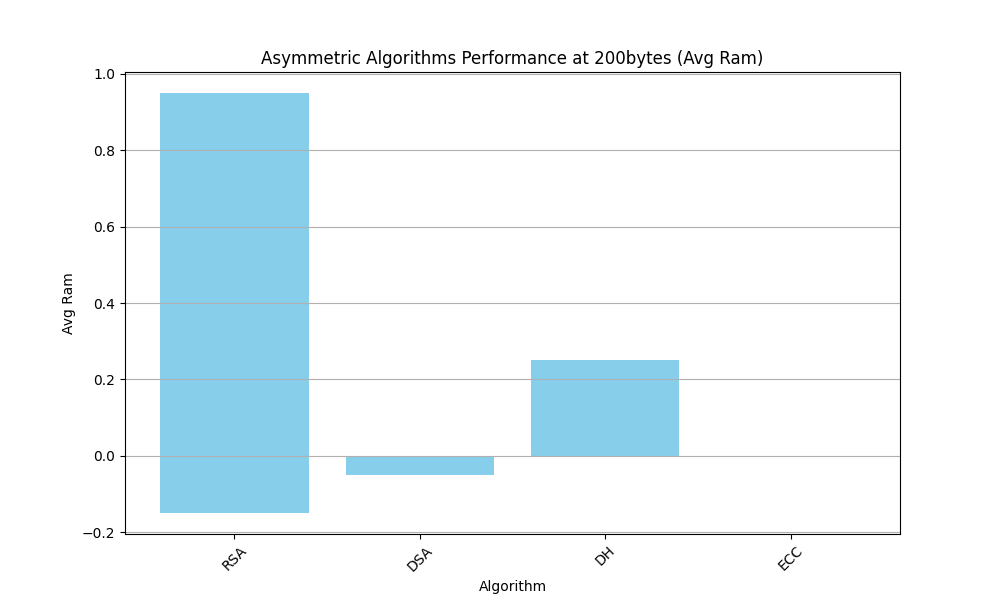 Asymmetric Algorithms Performance at 200bytes (Avg Ram)
1.0
0.8
0.6
0.4
0.2
0.0
−0.2
Avg Ram
RSA
DSA
DH
ECC
Algorithm